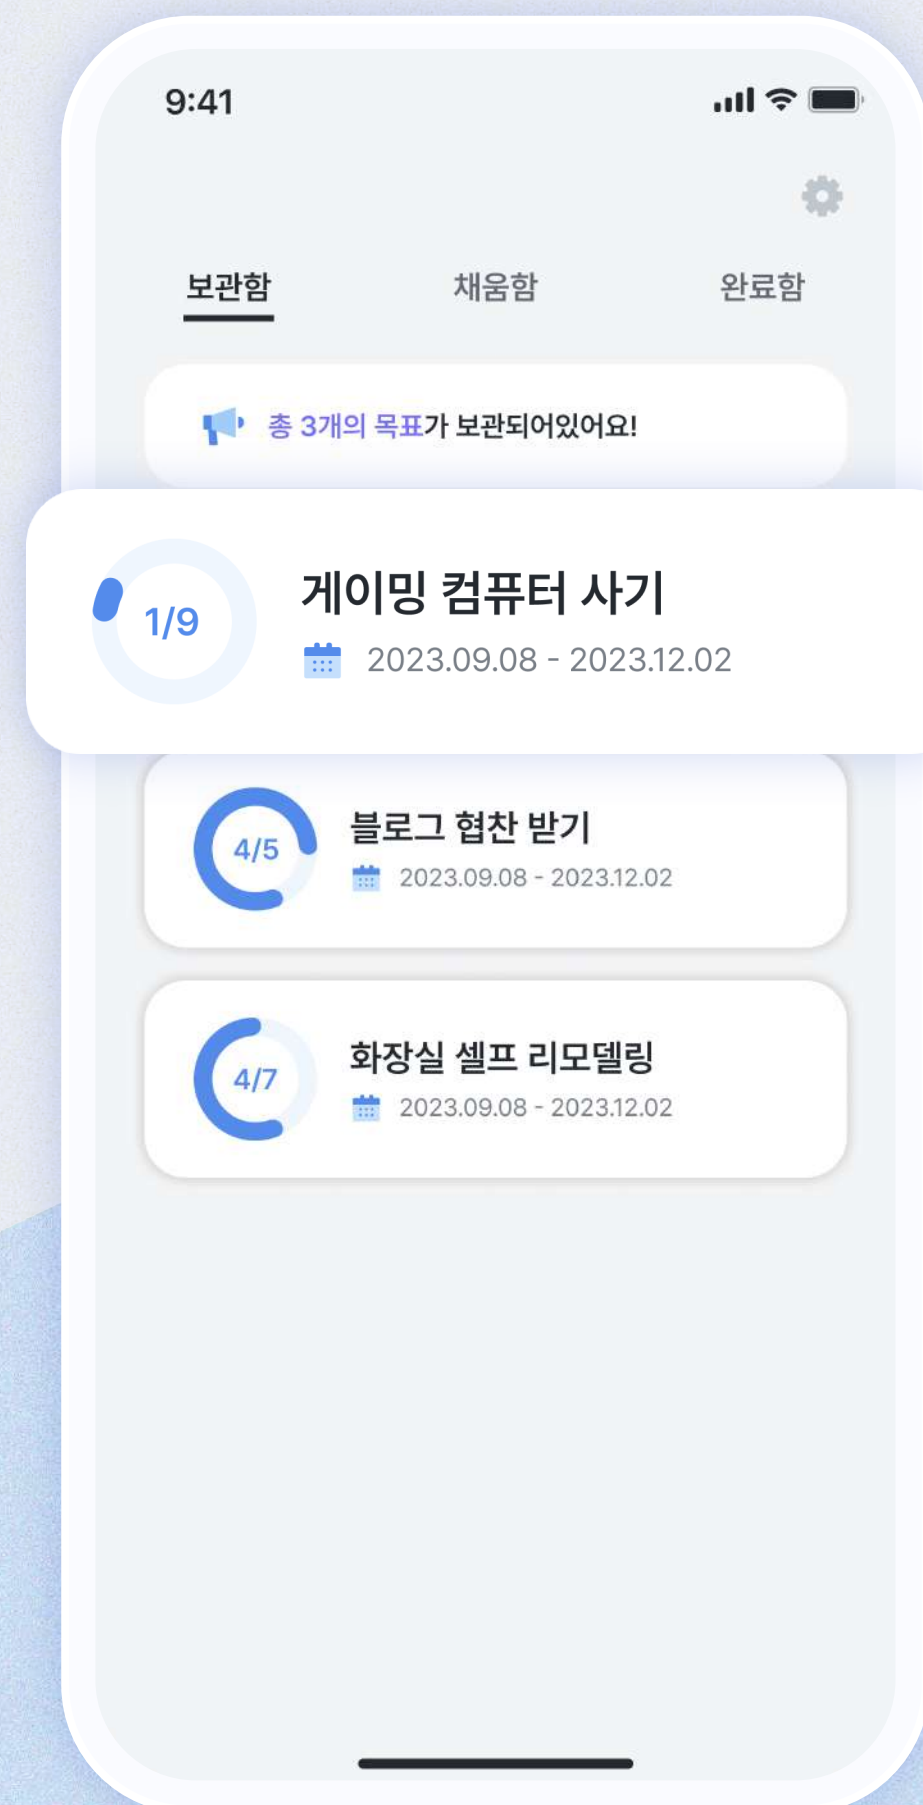 9:41
보관함 채움함 완료함
총 3개의 목표가 보관되어있어요!
1/9
게이밍 컴퓨터 사기
2023.09.08 - 2023.12.02
4/5
블로그 협찬 받기
2023.09.08 - 2023.12.02
4/7
화장실 셀프 리모델링
2023.09.08 - 2023.12.02